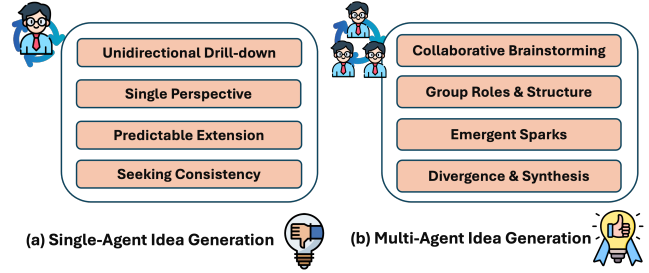 Unidirectional Drill-down
Single Perspective
Predictable Extension
Seeking Consistency
(a) Single-Agent Idea Generation
Collaborative Brainstorming
Group Roles & Structure
Emergent Sparks
Divergence & Synthesis
(b) Multi-Agent Idea Generation